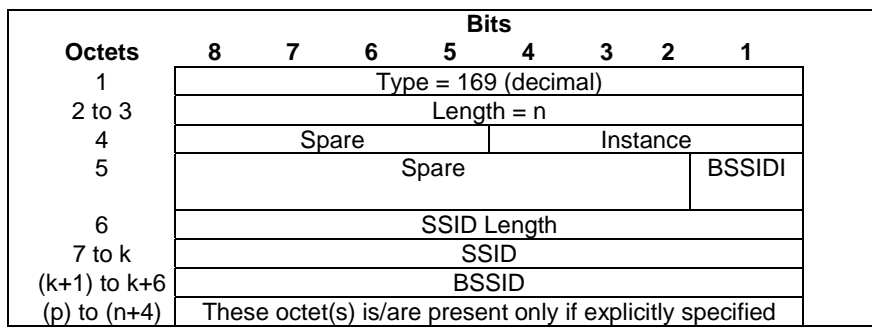 Bits
Octets 8 7 6 5 4 3 2 1
1 Type = 169 (decimal)
2 to 3 Length = n
4 Spare Instance
5 Spare BSSIDI
6 SSID Length
7 to k SSID
(k+1) to k+6 BSSID
(p) to (n+4) These octet(s) is/are present only if explicitly specified